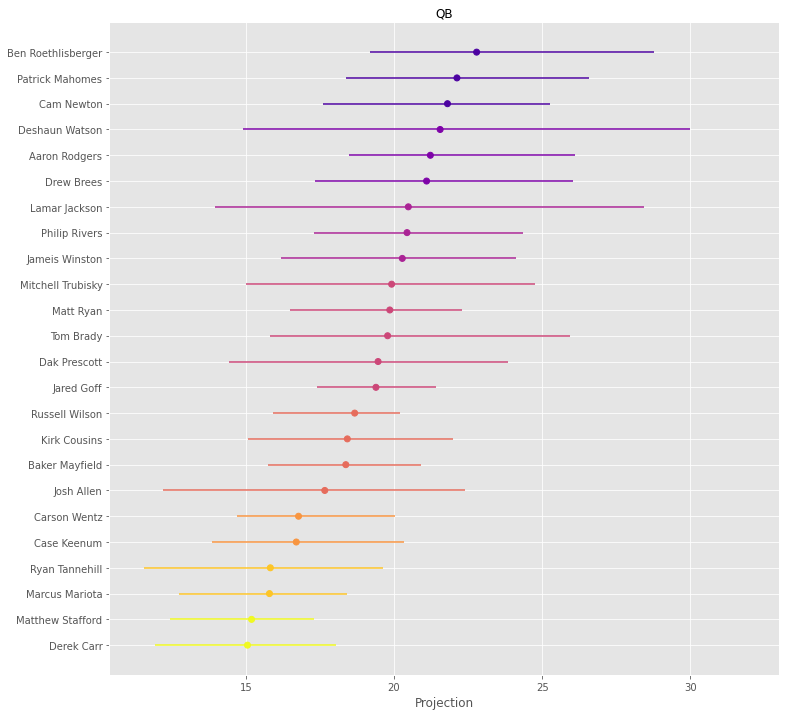 QB
Ben Roethlisberger
Patrick Mahomes
Cam Newton
Deshaun Watson
Aaron Rodgers
Drew Brees
Lamar Jackson
Philip Rivers
Jameis Winston
Mitchell Trubisky
Matt Ryan
Tom Brady
Dak Prescott
Jared Goff
Russell Wilson
Kirk Cousins
Baker Mayfield
Josh Allen
Carson Wentz
Case Keenum
Ryan Tannehill
Marcus Mariota
Matthew Stafford
Derek Carr
15 20 25 30
Projection